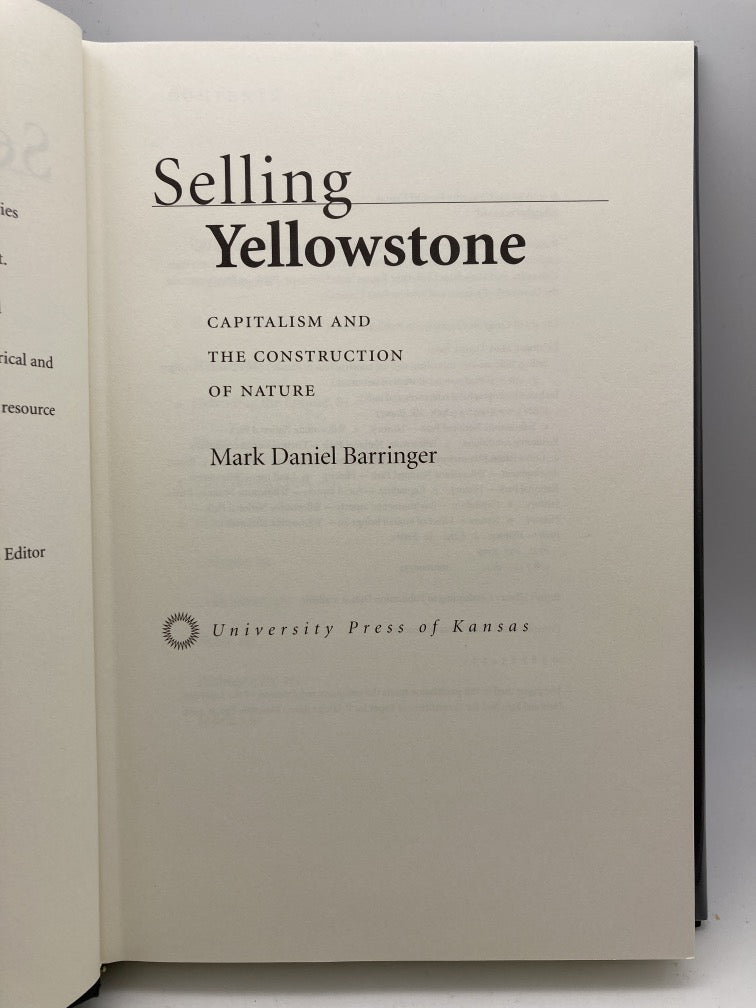 ies
t.
rical and
resource
Editor
Selling
Yellowstone
CAPITALISM AND
THE CONSTRUCTION
OF NATURE
Mark Daniel Barringer
University Press of Kansas